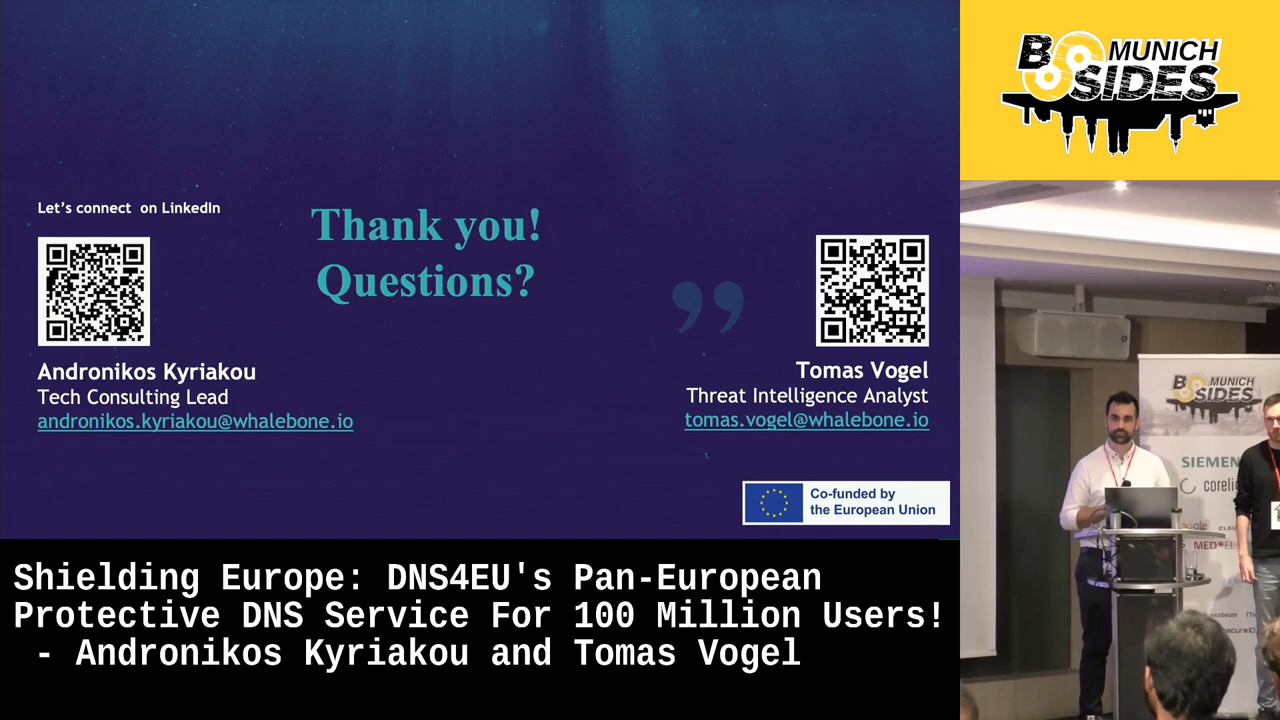 Let's connect on LinkedIn
Thank you!
Questions?
Andronikos Kyriakou
Tech Consulting Lead
andronikos.kyriakou@whalebone.io
Tomas Vogel
Threat Intelligence Analyst
tomas.vogel@whalebone.io
Co-funded by
the European Union
Shielding Europe: DNS4EU's Pan-European
Protective DNS Service For 100 Million Users!
- Andronikos Kyriakou and Tomas Vogel
B MUNICH
SIDES
B MUNICH
SIDES